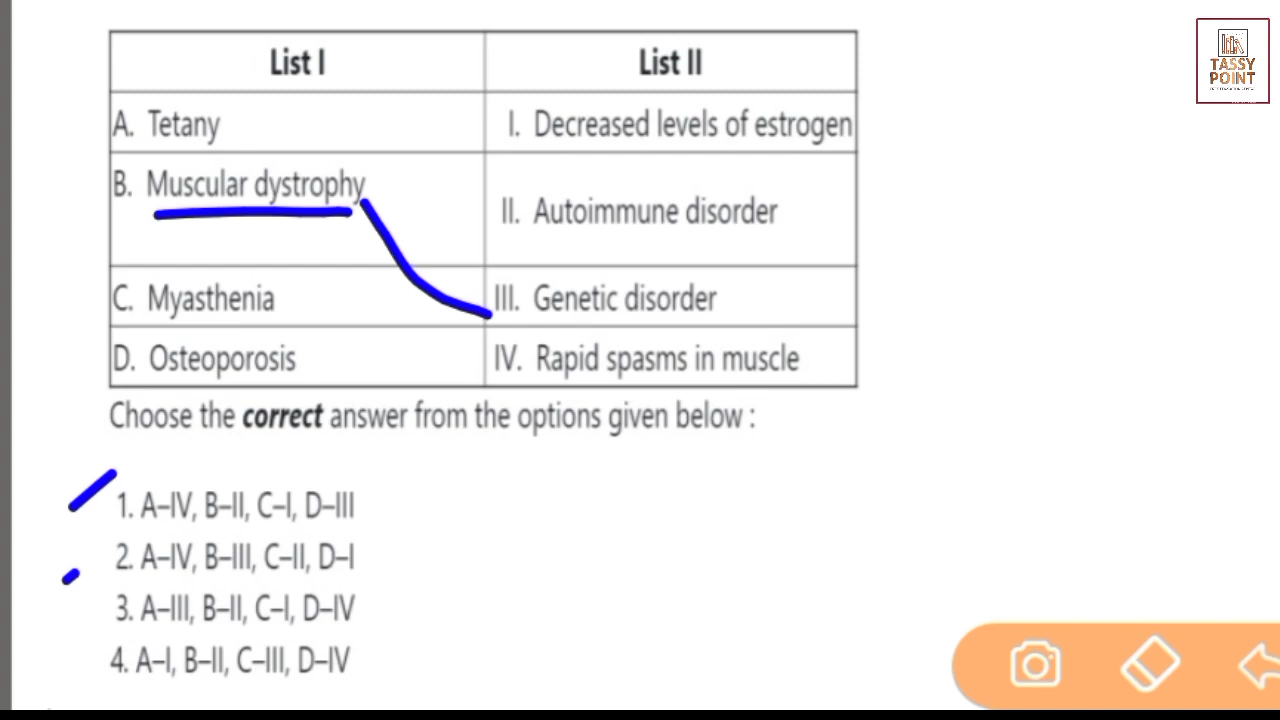 TASSY
POINT
List I List II
A. Tetany I. Decreased levels of estrogen
B. Muscular dystrophy II. Autoimmune disorder
C. Myasthenia III. Genetic disorder
D. Osteoporosis IV. Rapid spasms in muscle
Choose the correct answer from the options given below :
1. A–IV, B–II, C–I, D–III
2. A–IV, B–III, C–II, D–I
3. A–III, B–II, C–I, D–IV
4. A–I, B–II, C–III, D–IV